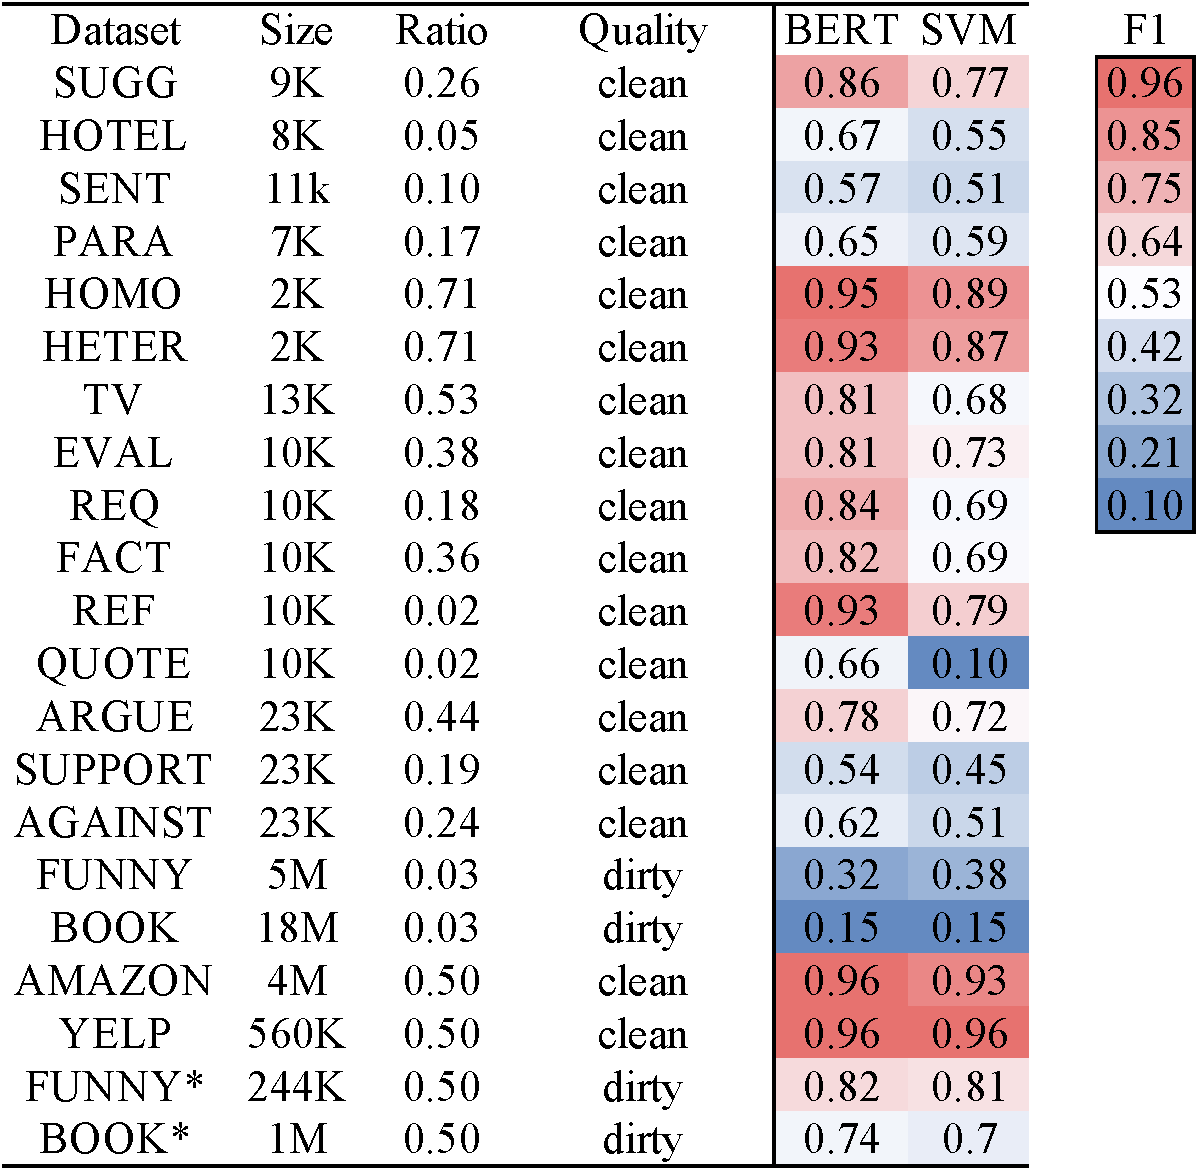 Dataset Size Ratio Quality BERT SVM F1
SUGG 9K 0.26 clean 0.86 0.77 0.96
HOTEL 8K 0.05 clean 0.67 0.55 0.85
SENT 11k 0.10 clean 0.57 0.51 0.75
PARA 7K 0.17 clean 0.65 0.59 0.64
HOMO 2K 0.71 clean 0.95 0.89 0.53
HETER 2K 0.71 clean 0.93 0.87 0.42
TV 13K 0.53 clean 0.81 0.68 0.32
EVAL 10K 0.38 clean 0.81 0.73 0.21
REQ 10K 0.18 clean 0.84 0.69 0.10
FACT 10K 0.36 clean 0.82 0.69
REF 10K 0.02 clean 0.93 0.79
QUOTE 10K 0.02 clean 0.66 0.10
ARGUE 23K 0.44 clean 0.78 0.72
SUPPORT 23K 0.19 clean 0.54 0.45
AGAINST 23K 0.24 clean 0.62 0.51
FUNNY 5M 0.03 dirty 0.32 0.38
BOOK 18M 0.03 dirty 0.15 0.15
AMAZON 4M 0.50 clean 0.96 0.93
YELP 560K 0.50 clean 0.96 0.96
FUNNY* 244K 0.50 dirty 0.82 0.81
BOOK* 1M 0.50 dirty 0.74 0.7